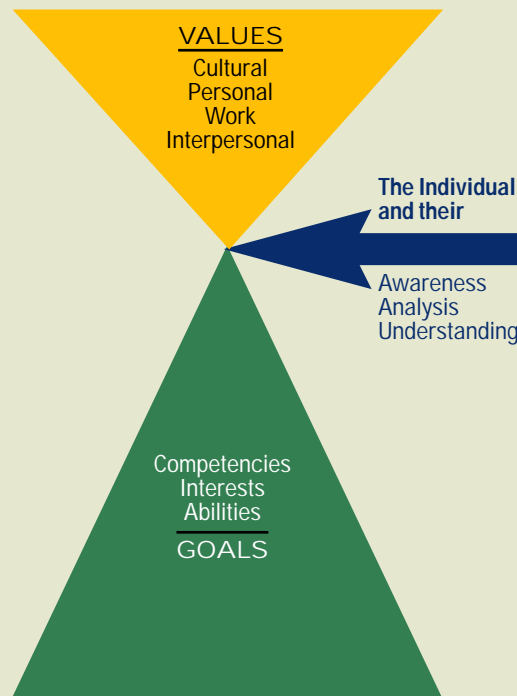 VALUES
Cultural
Personal
Work
Interpersonal
The Individual
and their
Awareness
Analysis
Understanding
Competencies
Interests
Abilities
GOALS